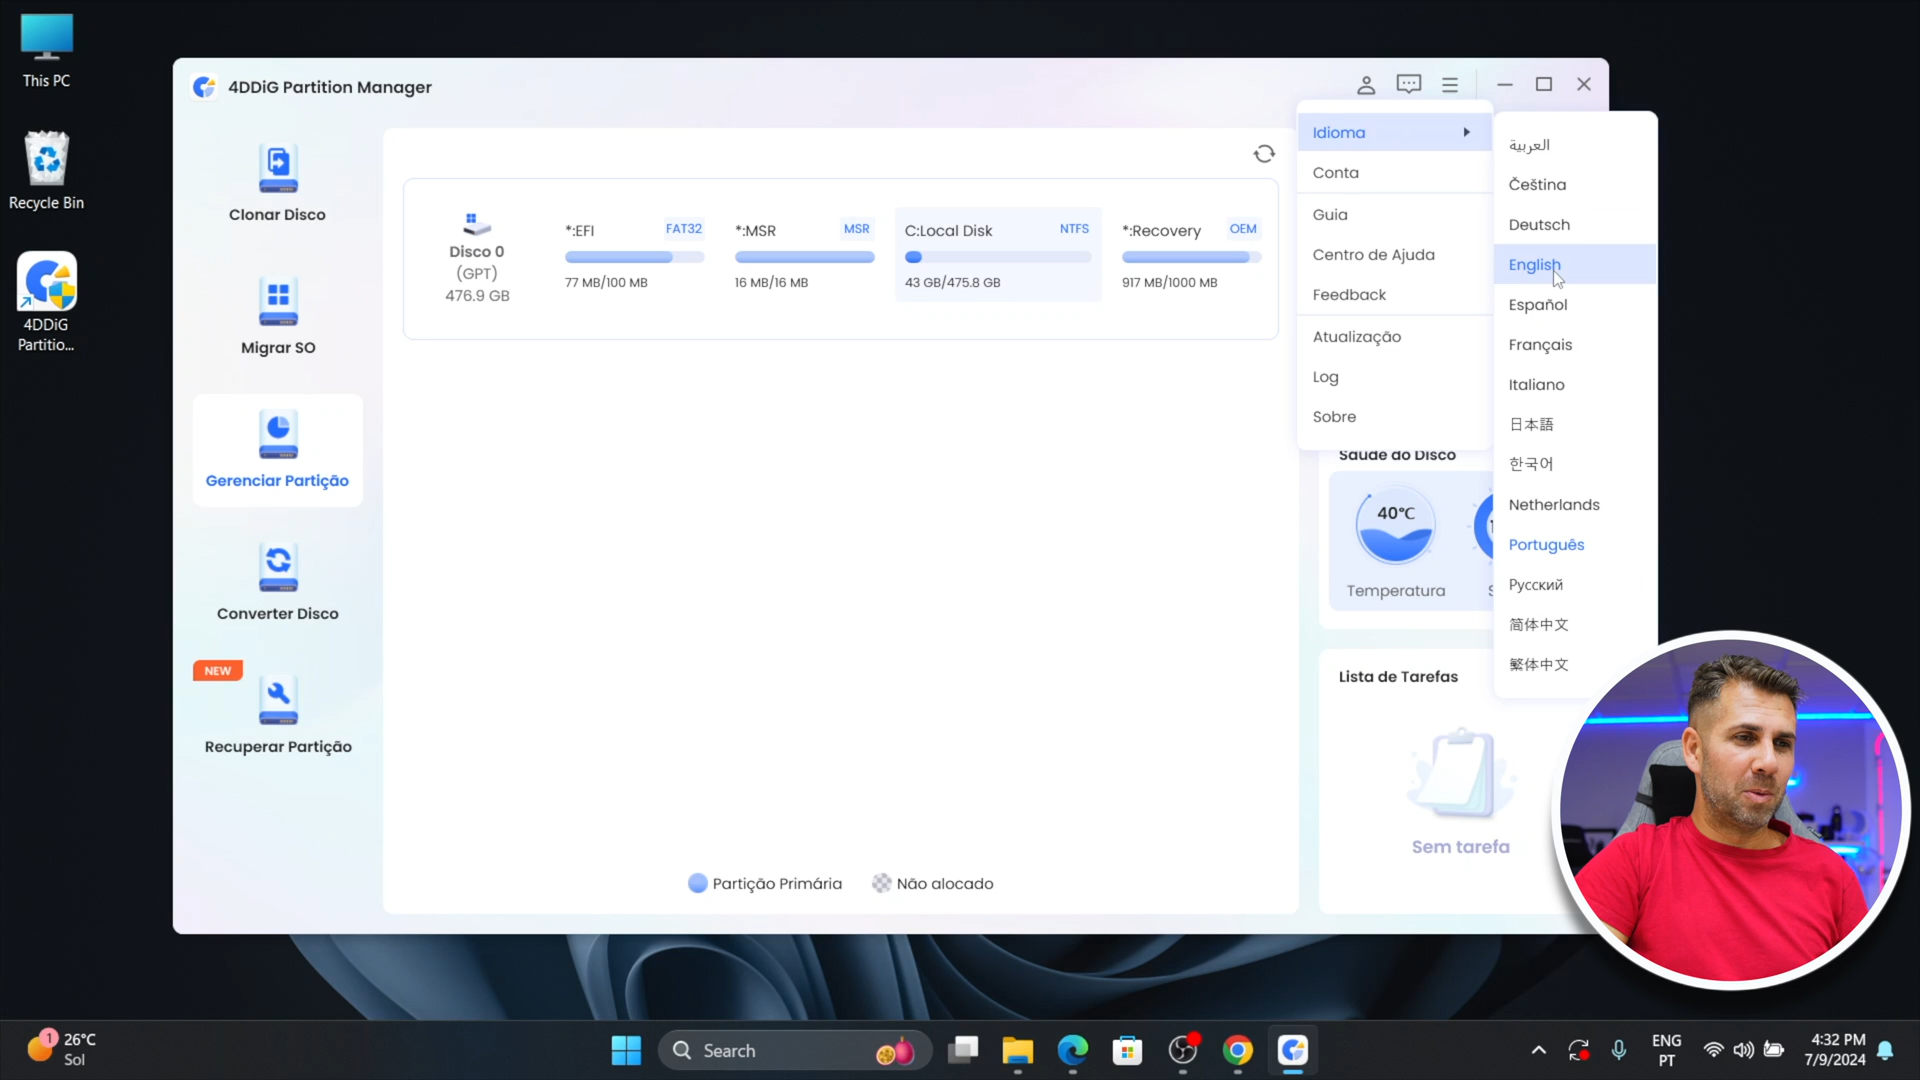 This PC
Recycle Bin
4DDiG
Partitio...
4DDiG Partition Manager
Clonar Disco
Migrar SO
Gerenciar Partição
Converter Disco
NEW
Recuperar Partição
Disco 0
(GPT)
476.9 GB
*:EFI FAT32
77 MB/100 MB
*:MSR MSR
16 MB/16 MB
C:Local Disk NTFS
43 GB/475.8 GB
*:Recovery OEM
917 MB/1000 MB
Partição Primária
Não alocado
Idioma
Conta
Guia
Centro de Ajuda
Feedback
Atualização
Log
Sobre
العربية
Čeština
Deutsch
English
Español
Français
Italiano
日本語
한국어
Netherlands
Português
Русский
简体中文
繁体中文
Saúde do Disco
40°C
Temperatura
Lista de Tarefas
Sem tarefa
1
26°C
Sol
Search
ENG
PT
4:32 PM
7/9/2024